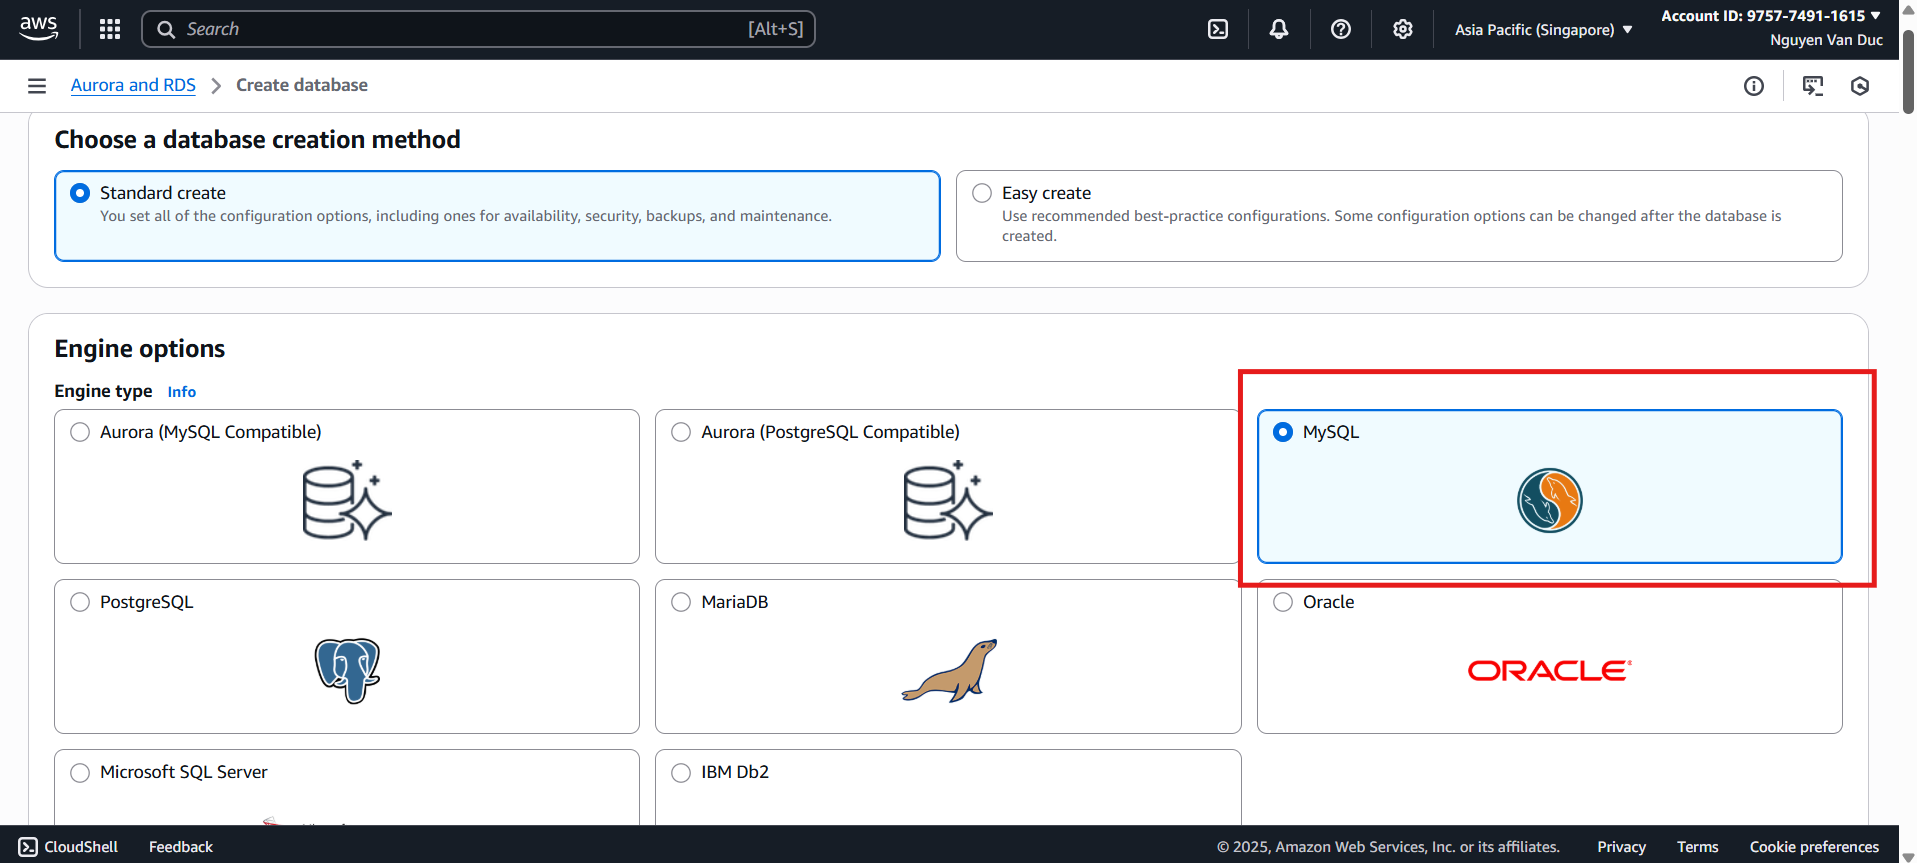 aws
Search
[Alt+S]
Asia Pacific (Singapore)
Account ID: 9757-7491-1615
Nguyen Van Duc
Aurora and RDS
Create database
Choose a database creation method
Standard create
You set all of the configuration options, including ones for availability, security, backups, and maintenance.
Easy create
Use recommended best-practice configurations. Some configuration options can be changed after the database is
created.
Engine options
Engine type Info
Aurora (MySQL Compatible)
Aurora (PostgreSQL Compatible)
MySQL
PostgreSQL
MariaDB
Oracle
ORACLE
Microsoft SQL Server
IBM Db2
CloudShell
Feedback
© 2025, Amazon Web Services, Inc. or its affiliates.
Privacy
Terms
Cookie preferences